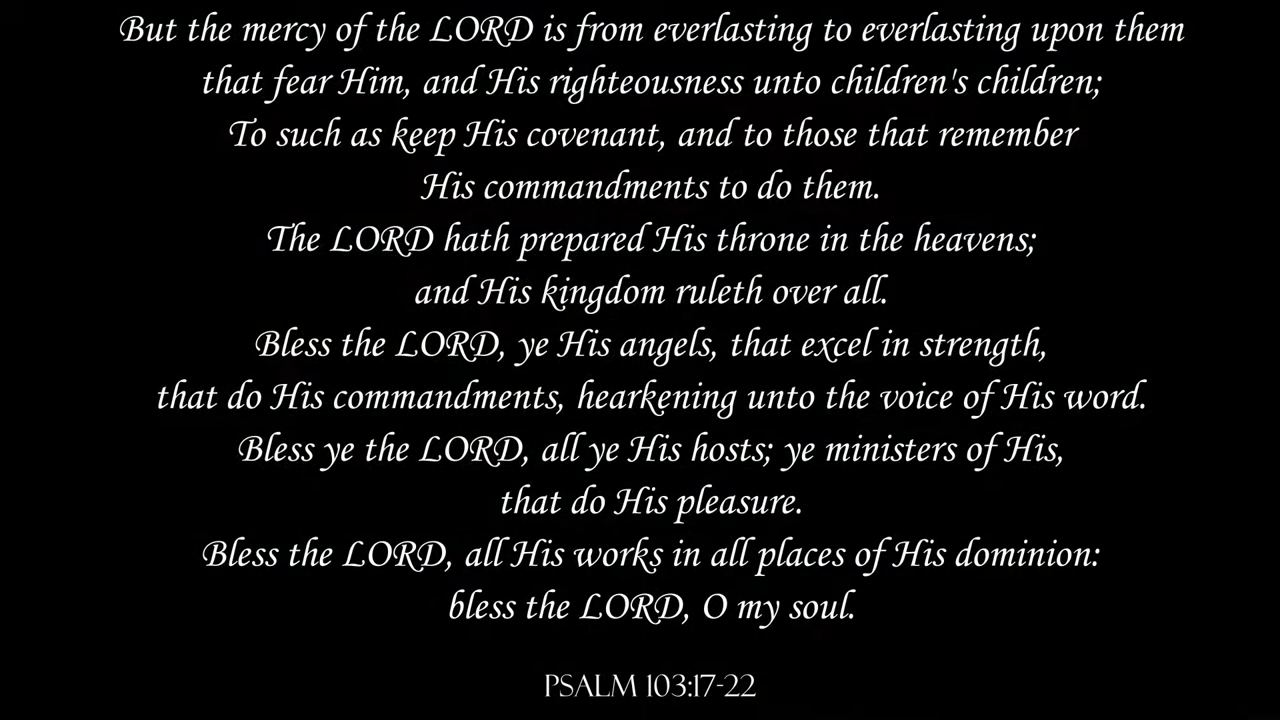 But the mercy of the LORD is from everlasting to everlasting upon them
that fear Him, and His righteousness unto children's children;
To such as keep His covenant, and to those that remember
His commandments to do them.
The LORD hath prepared His throne in the heavens;
and His kingdom ruleth over all.
Bless the LORD, ye His angels, that excel in strength,
that do His commandments, hearkening unto the voice of His word.
Bless ye the LORD, all ye His hosts; ye ministers of His,
that do His pleasure.
Bless the LORD, all His works in all places of His dominion:
bless the LORD, O my soul.
PSALM 103:17-22